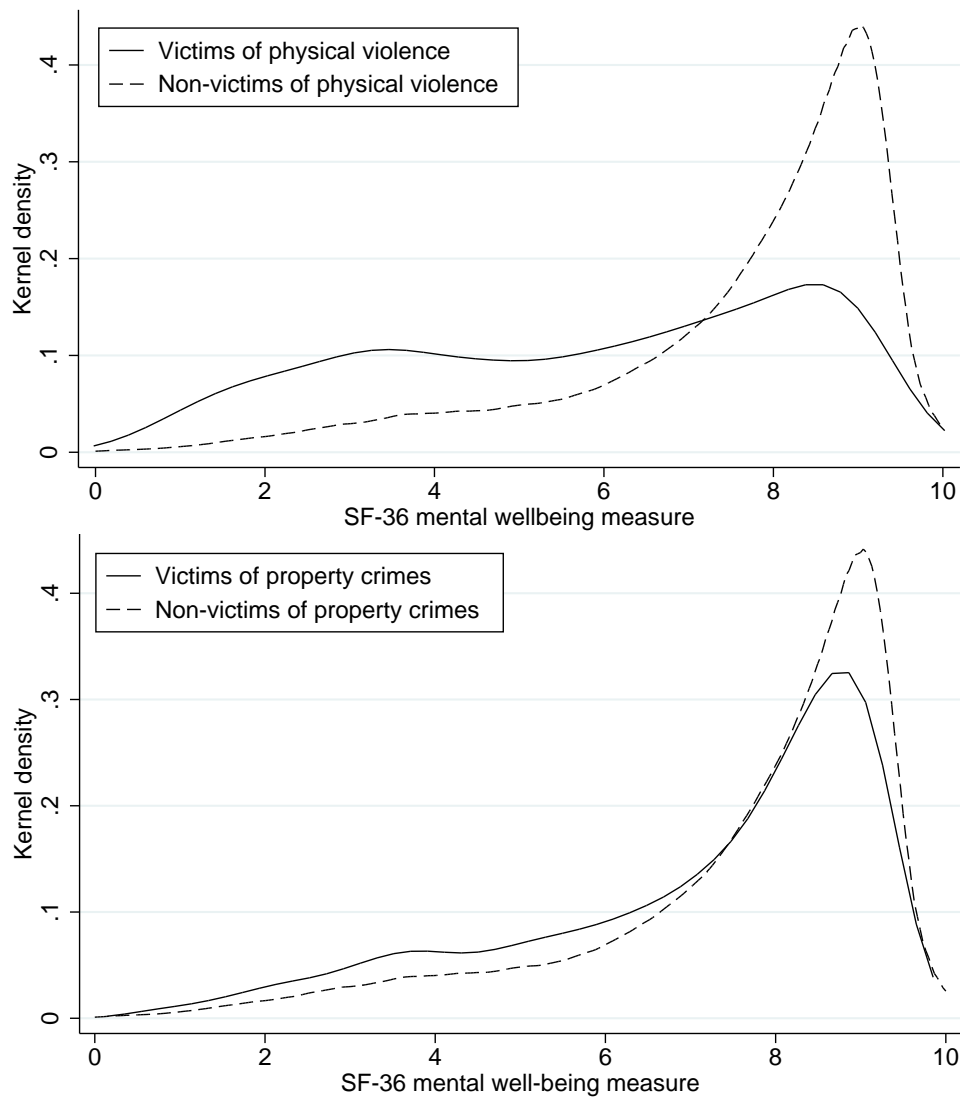 Victims of physical violence
Non-victims of physical violence
Kernel density
.4
.3
.2
.1
0
0 2 4 6 8 10
SF-36 mental wellbeing measure
Victims of property crimes
Non-victims of property crimes
Kernel density
.4
.3
.2
.1
0
0 2 4 6 8 10
SF-36 mental well-being measure